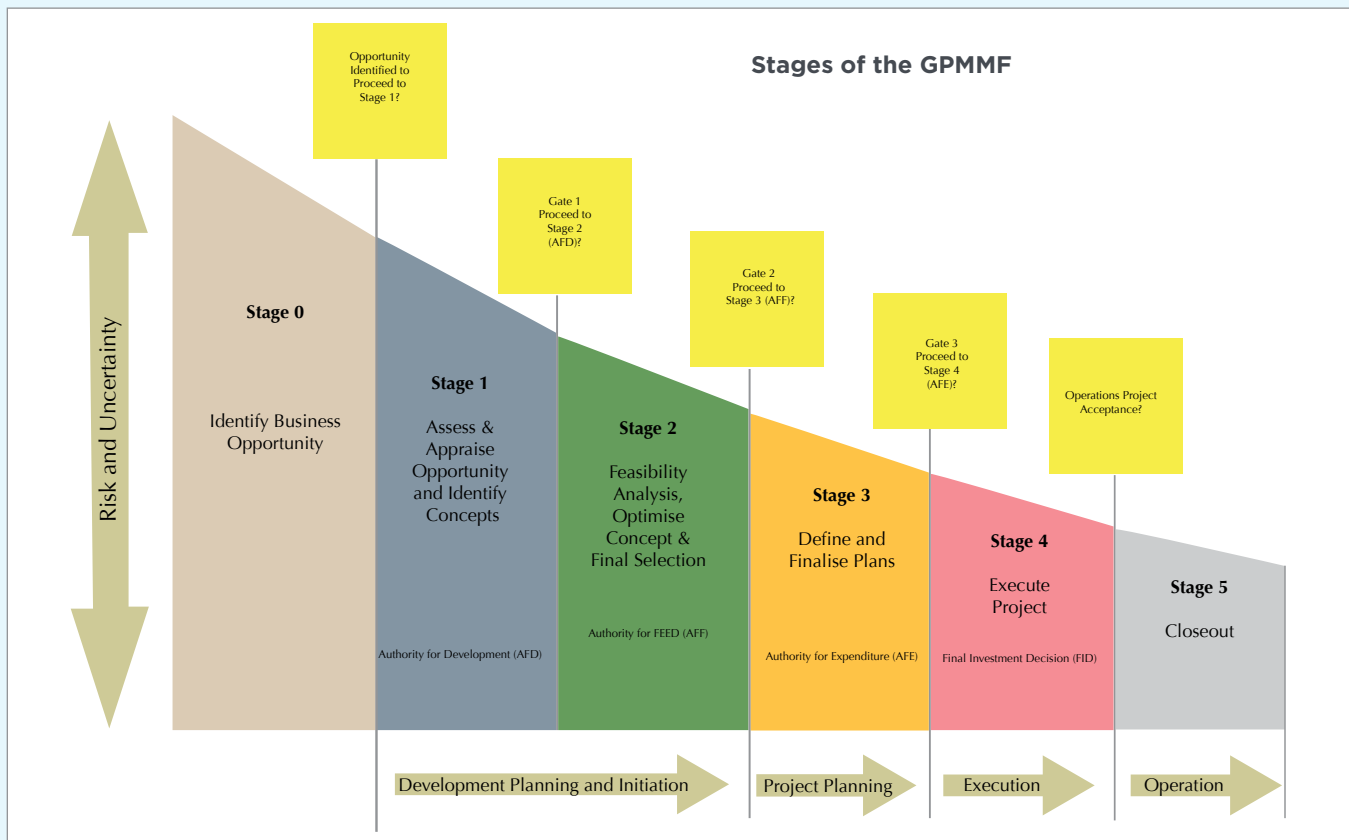 Stages of the GPMMF
Opportunity
Identified to
Proceed to
Stage 1?
Gate 1
Proceed to
Stage 2
(AFD)?
Gate 2
Proceed to
Stage 3 (AFF)?
Gate 3
Proceed to
Stage 4
(AFE)?
Operations Project
Acceptance?
Risk and Uncertainty
Stage 0
Identify Business
Opportunity
Stage 1
Assess &
Appraise
Opportunity
and Identify
Concepts
Authority for Development (AFD)
Stage 2
Feasibility
Analysis,
Optimise
Concept &
Final Selection
Authority for FEED (AFF)
Stage 3
Define and
Finalise Plans
Authority for Expenditure (AFE)
Stage 4
Execute
Project
Final Investment Decision (FID)
Stage 5
Closeout
Development Planning and Initiation
Project Planning
Execution
Operation